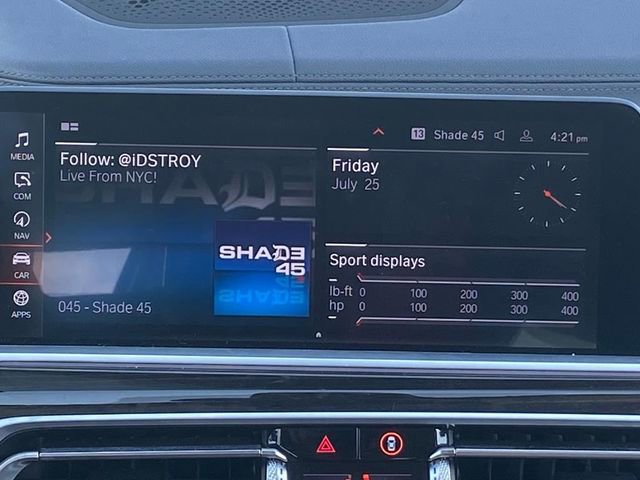 13 Shade 45 4:21 pm
MEDIA
COM
NAV
CAR
APPS
Follow: @iDSTROY
Live From NYC!
SHADE
SHADE
45
045 - Shade 45
Friday
July 25
Sport displays
lb-ft 0 100 200 300 400
hp 0 100 200 300 400